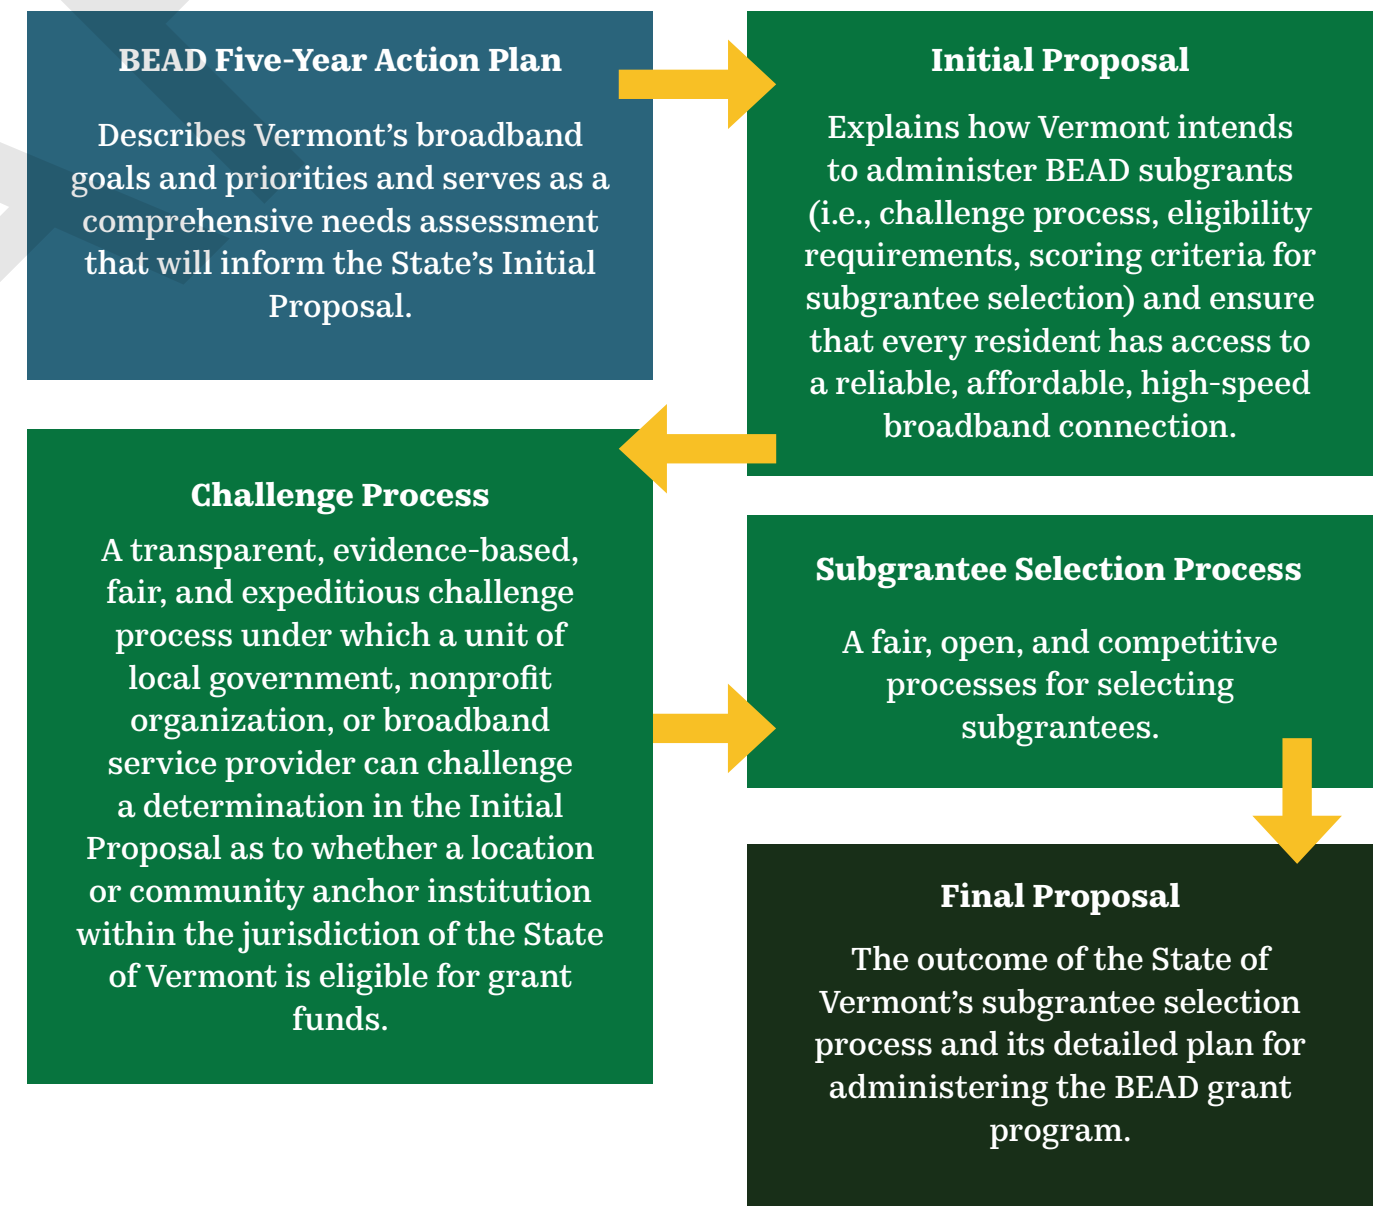 BEAD Five-Year Action Plan
Describes Vermont's broadband
goals and priorities and serves as a
comprehensive needs assessment
that will inform the State's Initial
Proposal.
Initial Proposal
Explains how Vermont intends
to administer BEAD subgrants
(i.e., challenge process, eligibility
requirements, scoring criteria for
subgrantee selection) and ensure
that every resident has access to
a reliable, affordable, high-speed
broadband connection.
Challenge Process
A transparent, evidence-based,
fair, and expeditious challenge
process under which a unit of
local government, nonprofit
organization, or broadband
service provider can challenge
a determination in the Initial
Proposal as to whether a location
or community anchor institution
within the jurisdiction of the State
of Vermont is eligible for grant
funds.
Subgrantee Selection Process
A fair, open, and competitive
processes for selecting
subgrantees.
Final Proposal
The outcome of the State of
Vermont's subgrantee selection
process and its detailed plan for
administering the BEAD grant
program.